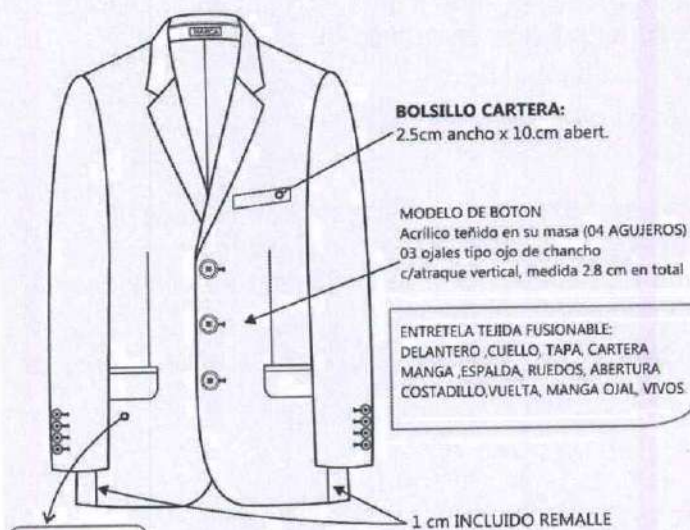 MARCA
BOLSILLO CARTERA:
2.5cm ancho x 10.cm abert.
MODELO DE BOTON
Acrílico teñido en su masa (04 AGUJEROS)
03 ojales tipo ojo de chancho
c/atraque vertical, medida 2.8 cm en total
ENTRETELA TEJIDA FUSIONABLE:
DELANTERO ,CUELLO, TAPA, CARTERA
MANGA ,ESPALDA, RUEDOS, ABERTURA
COSTADILLO,VUELTA, MANGA OJAL, VIVOS
1 cm INCLUIDO REMALLE